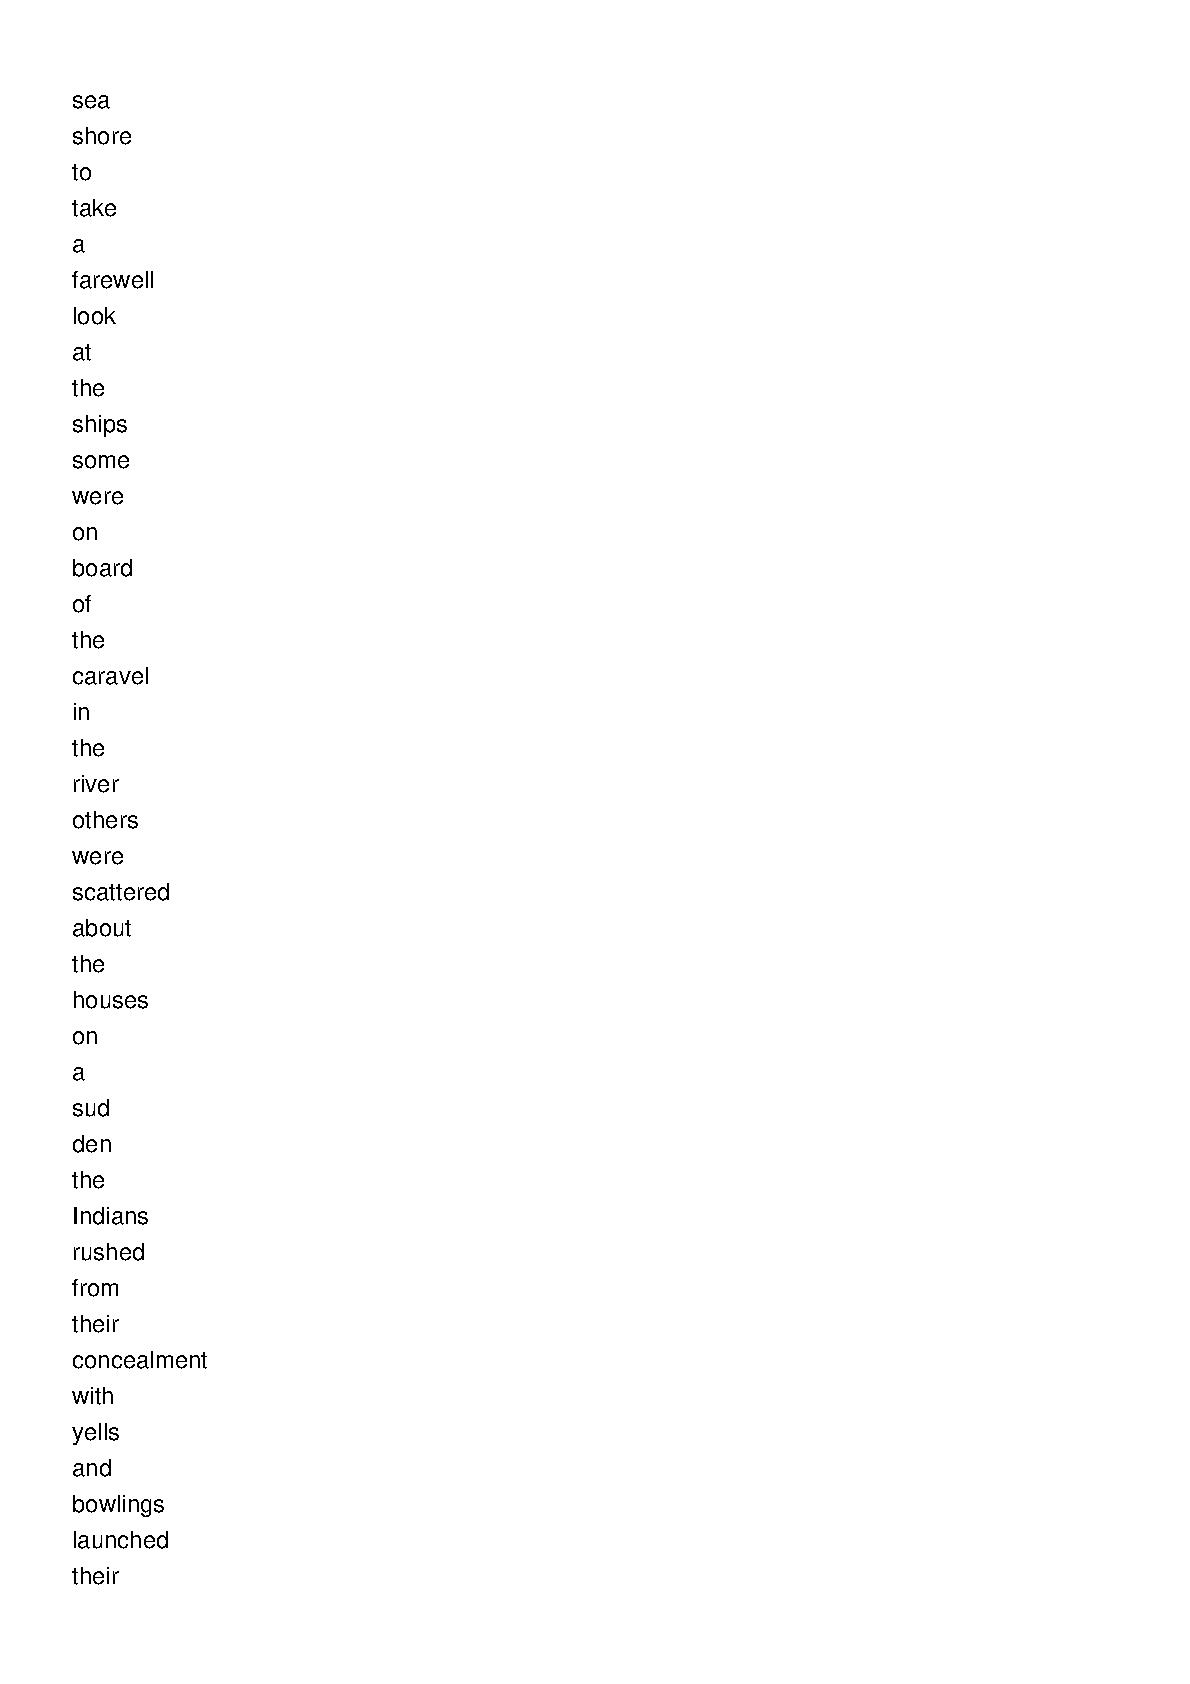 sea
shore
to
take
a
farewell
look
at
the
ships
some
were
on
board
of
the
caravel
in
the
river
others
were
scattered
about
the
houses
on
a
sud
den
the
Indians
rushed
from
their
concealment
with
yells
and
bowlings
launched
their